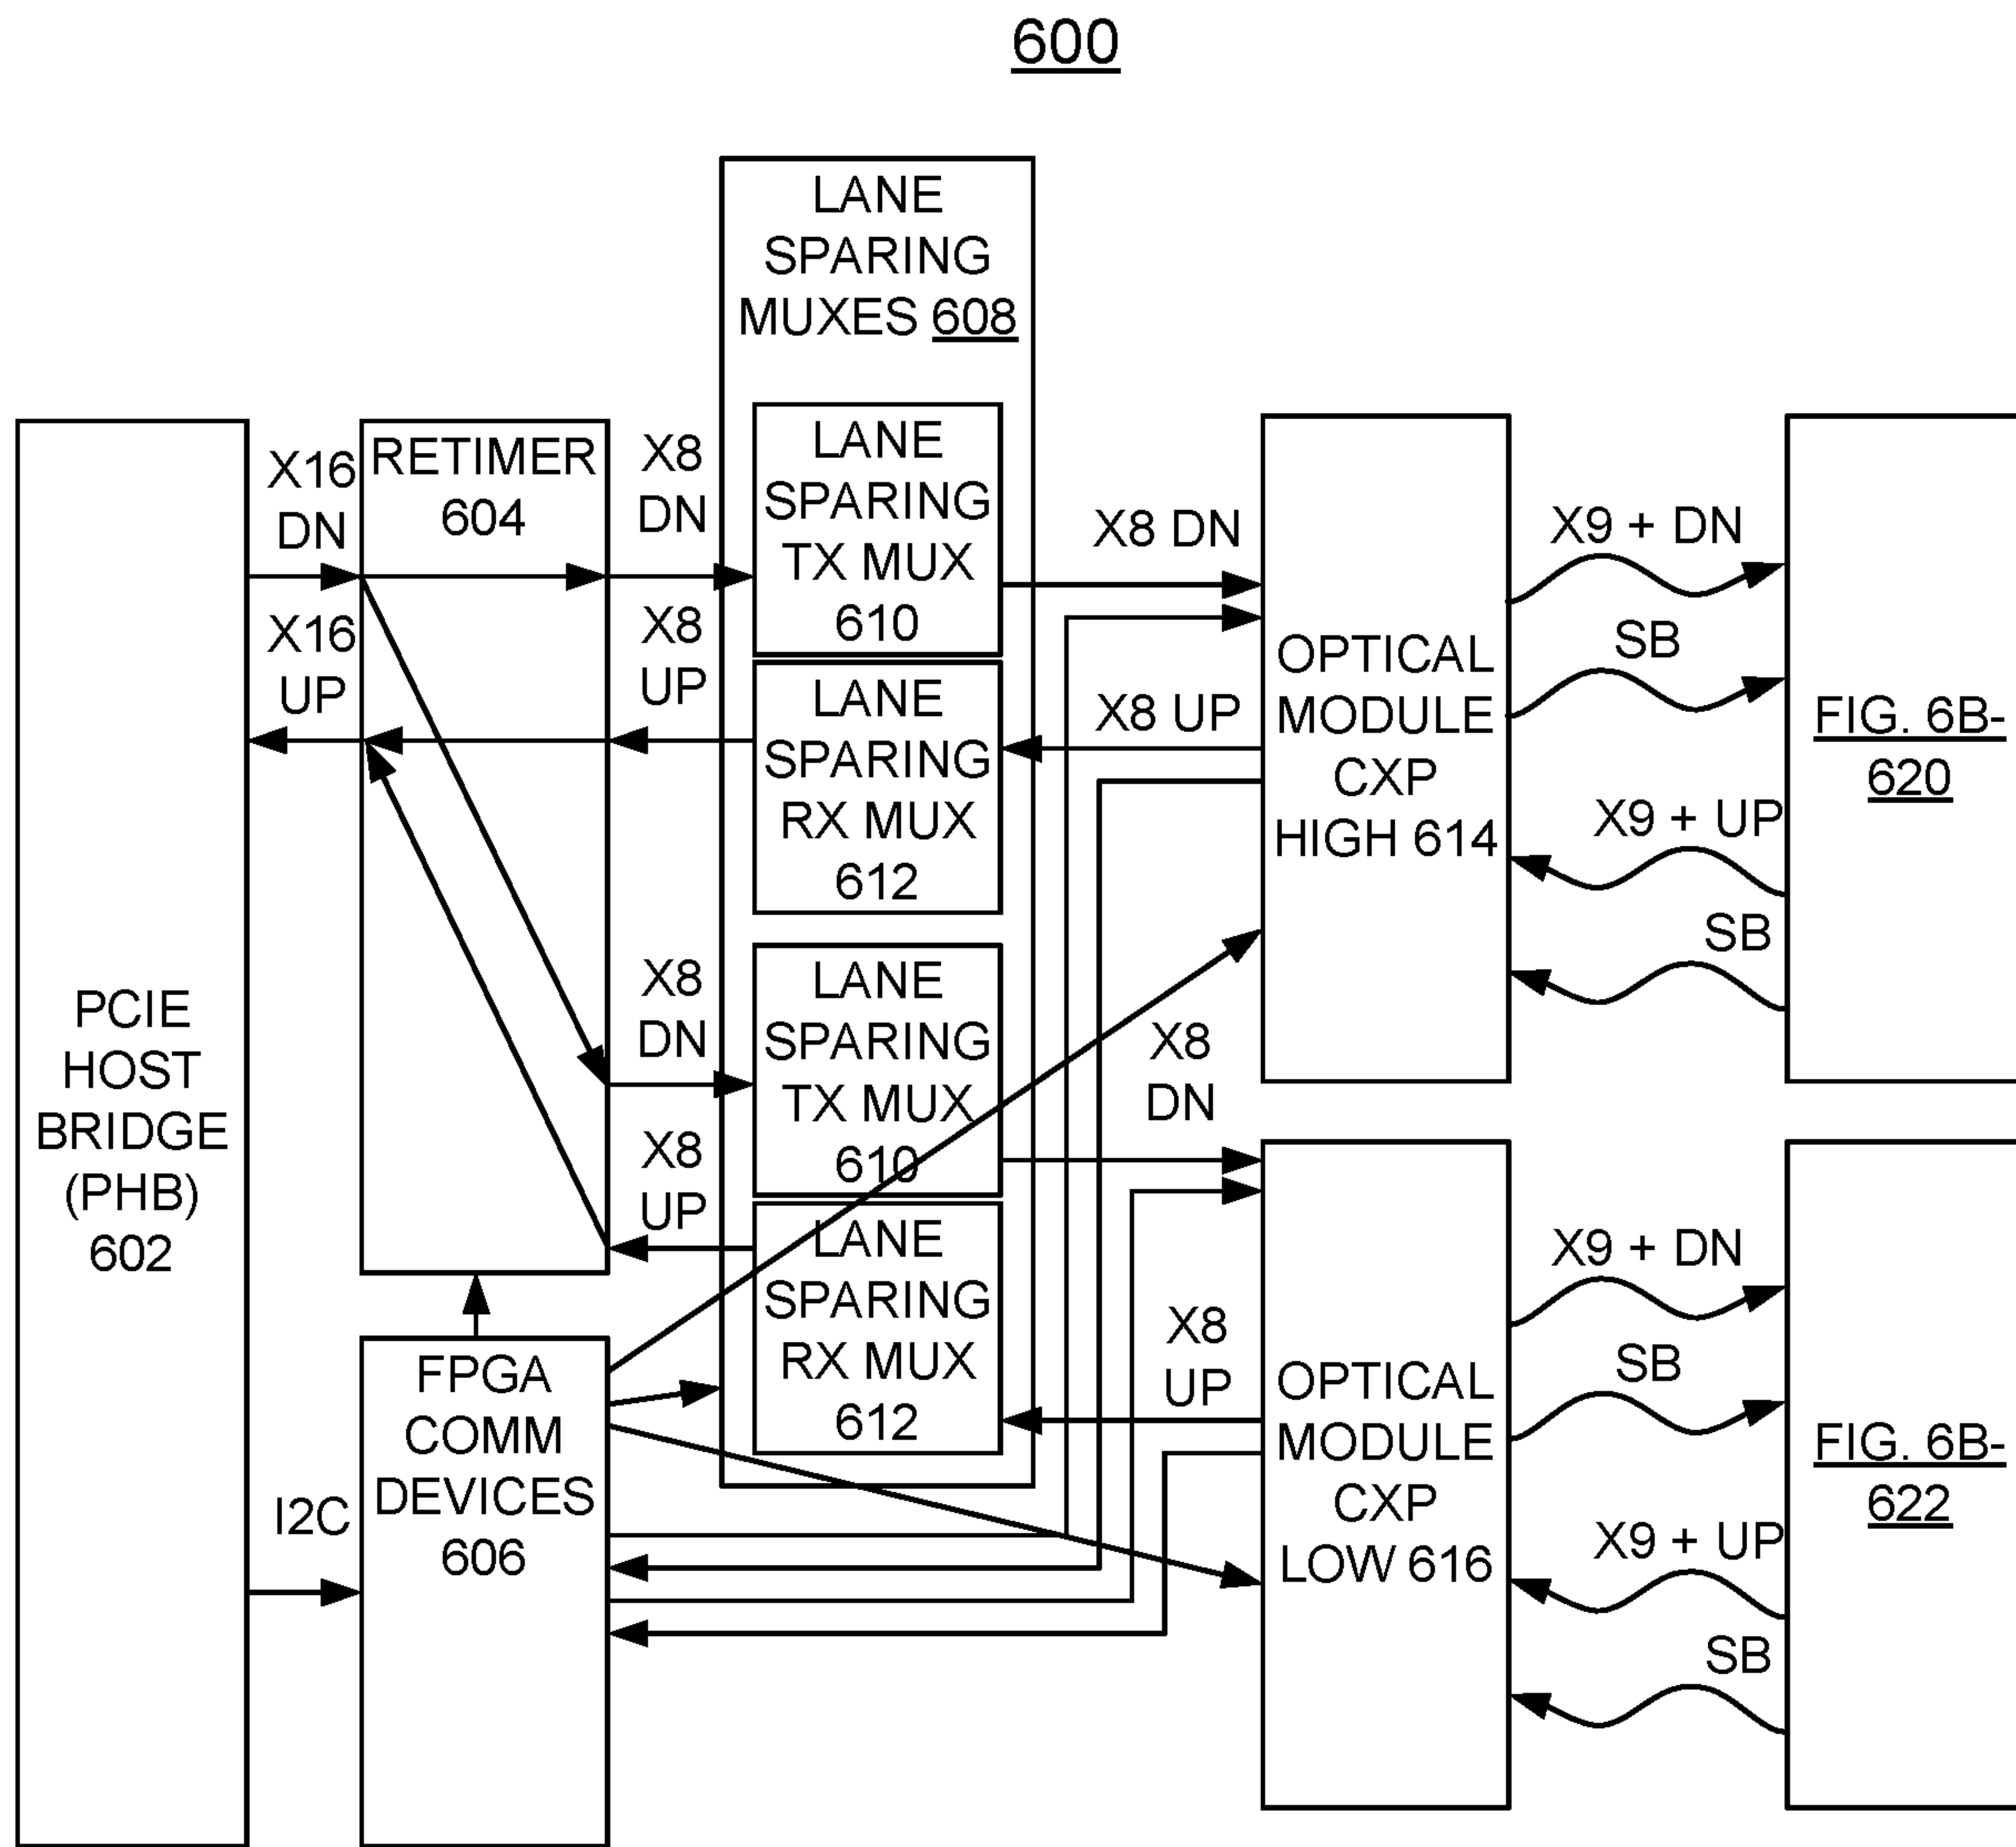 600
LANE
SPARING
MUXES 608
LANE
SPARING
TX MUX
610
LANE
SPARING
RX MUX
612
LANE
SPARING
TX MUX
610
LANE
SPARING
RX MUX
612
PCIE
HOST
BRIDGE
(PHB)
602
X16
DN
X16
UP
I2C
RETIMER
604
FPGA
COMM
DEVICES
606
X8
DN
X8
UP
X8
DN
X8
UP
X8 DN
X8 UP
X8
DN
X8
UP
OPTICAL
MODULE
CXP
HIGH 614
OPTICAL
MODULE
CXP
LOW 616
X9 + DN
SB
X9 + UP
SB
X9 + DN
SB
X9 + UP
SB
FIG. 6B-
620
FIG. 6B-
622